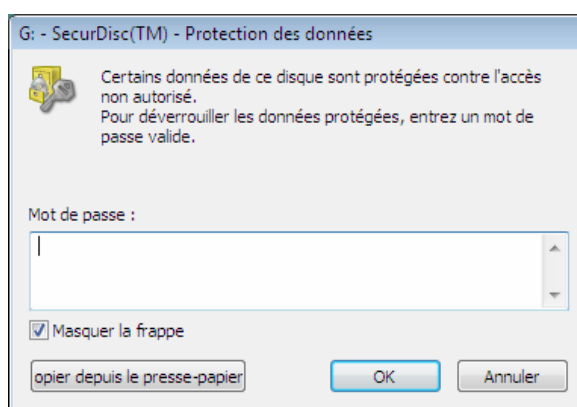 G: - SecurDisc(TM) - Protection des données
Certains données de ce disque sont protégées contre l'accès
non autorisé.
Pour déverrouiller les données protégées, entrez un mot de
passe valide.
Mot de passe :
Masquer la frappe
opier depuis le presse-papier OK Annuler